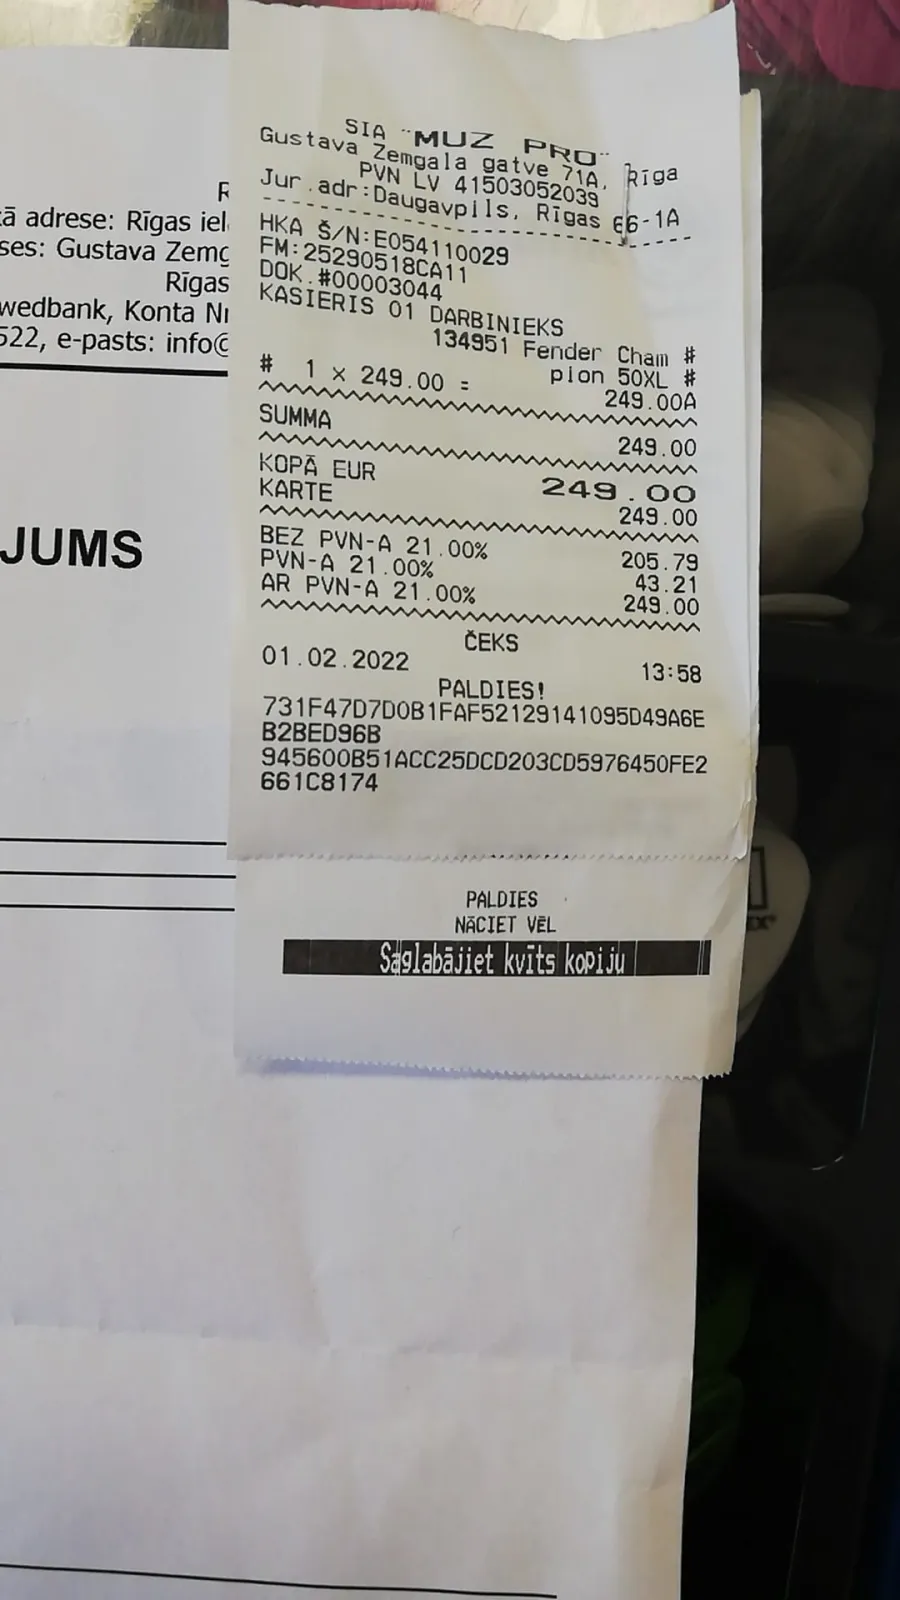 R
tā adrese: Rīgas iel
ses: Gustava Zemg
Rīgas
wedbank, Konta Nr
522, e-pasts: info@
JUMS
SIA "MUZ PRO"
Gustava Zemgala gatve 71A, Rīga
PVN LV 41503052039
Jur.adr:Daugavpils, Rīgas 66-1A
HKA Š/N:E054110029
FM:25290518CA11
DOK.#00003044
KASIERIS 01 DARBINIEKS
134951 Fender Cham #
pion 50XL #
# 1 x 249.00 = 249.00A
SUMMA 249.00
KOPĀ EUR 249.00
KARTE 249.00
BEZ PVN-A 21.00% 205.79
PVN-A 21.00% 43.21
AR PVN-A 21.00% 249.00
ČEKS
01.02.2022 13:58
PALDIES!
731F47D7D0B1FAF52129141095D49A6E
B2BED96B
945600B51ACC25DCD203CD5976450FE2
661C8174
PALDIES
NĀCIET VĒL
Saglabājiet kvīts kopiju